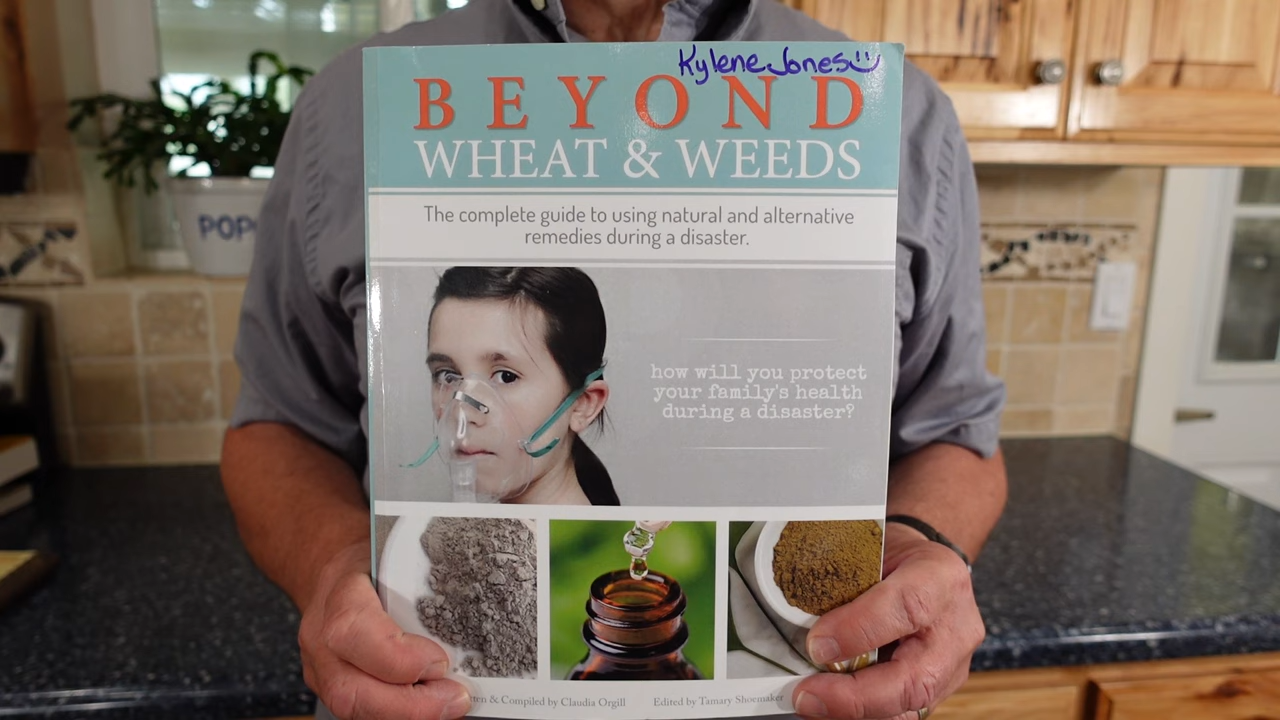 Kylene Jones
BEYOND
WHEAT & WEEDS
The complete guide to using natural and alternative
remedies during a disaster.
how will you protect
your family's health
during a disaster?
& Compiled by Claudia Orgill
Edited by Tamary Shoemaker